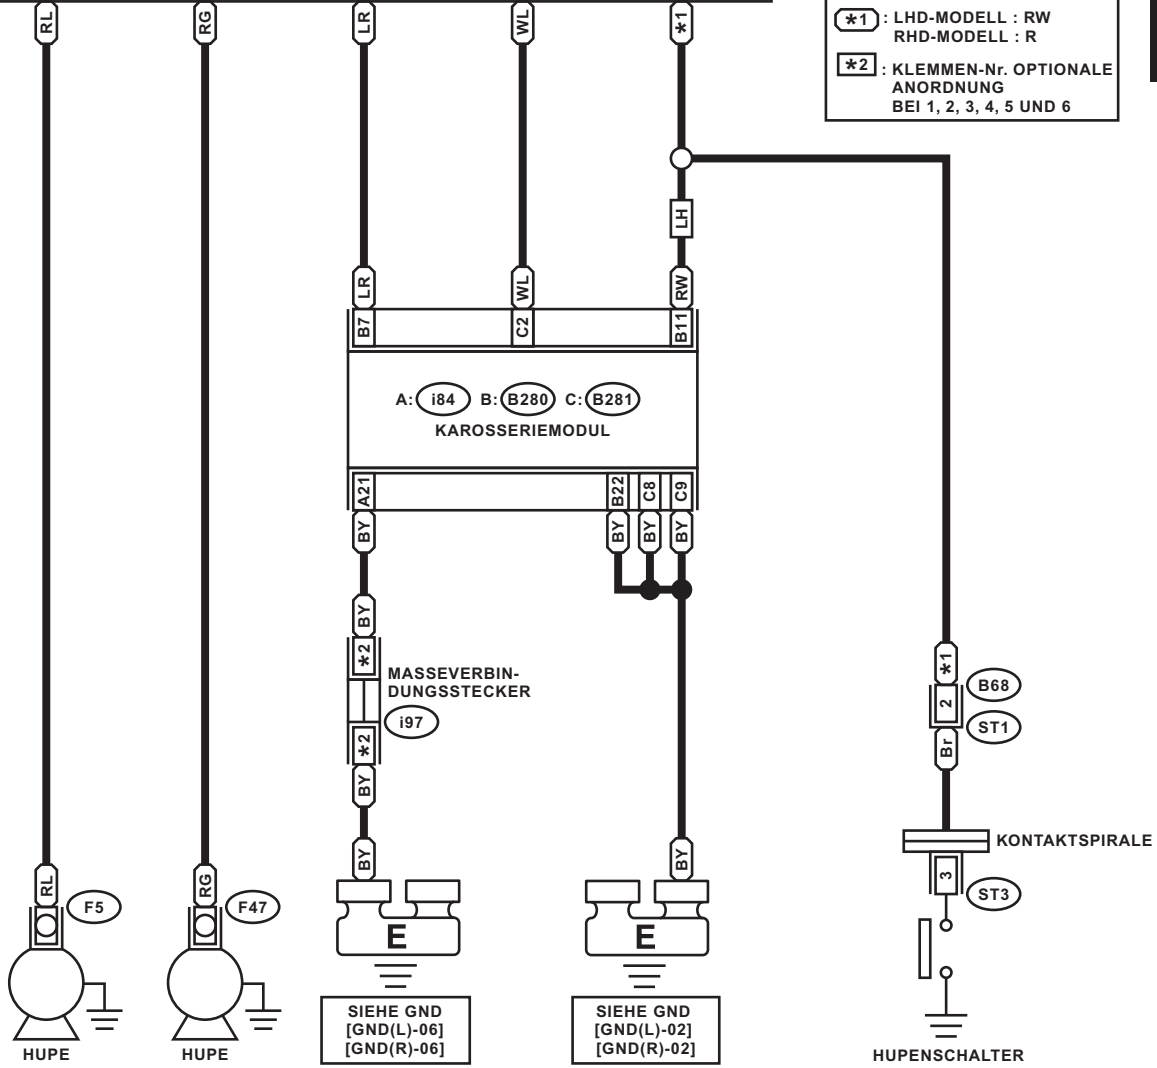 RL
RG
LR
WL
*1
*1 : LHD-MODELL : RW
RHD-MODELL : R
*2 : KLEMMEN-Nr. OPTIONALE
ANORDNUNG
BEI 1, 2, 3, 4, 5 UND 6
LH
LR
WL
RW
B7
C2
B11
A: i84 B: B280 C: B281
KAROSSERIEMODUL
A21
B22
C8
C9
BY
BY
BY
BY
BY
*2
MASSEVERBIN-
DUNGSSTECKER
i97
*2
BY
*1
2
B68
ST1
Br
KONTAKTSPIRALE
3
ST3
RL
F5
RG
F47
BY
BY
E
E
SIEHE GND
[GND(L)-06]
[GND(R)-06]
SIEHE GND
[GND(L)-02]
[GND(R)-02]
HUPE
HUPE
HUPENSCHALTER